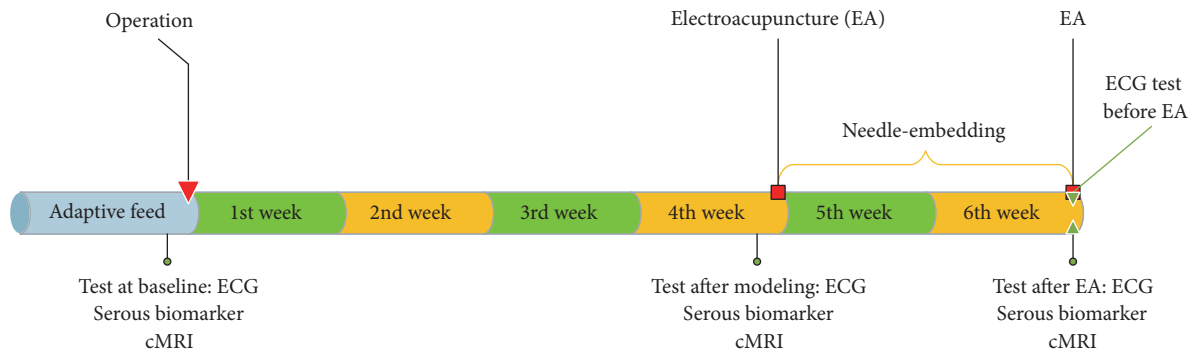 Operation
Electroacupuncture (EA)
EA
ECG test
before EA
Needle-embedding
Adaptive feed
1st week
2nd week
3rd week
4th week
5th week
6th week
Test at baseline: ECG
Serous biomarker
cMRI
Test after modeling: ECG
Serous biomarker
cMRI
Test after EA: ECG
Serous biomarker
cMRI